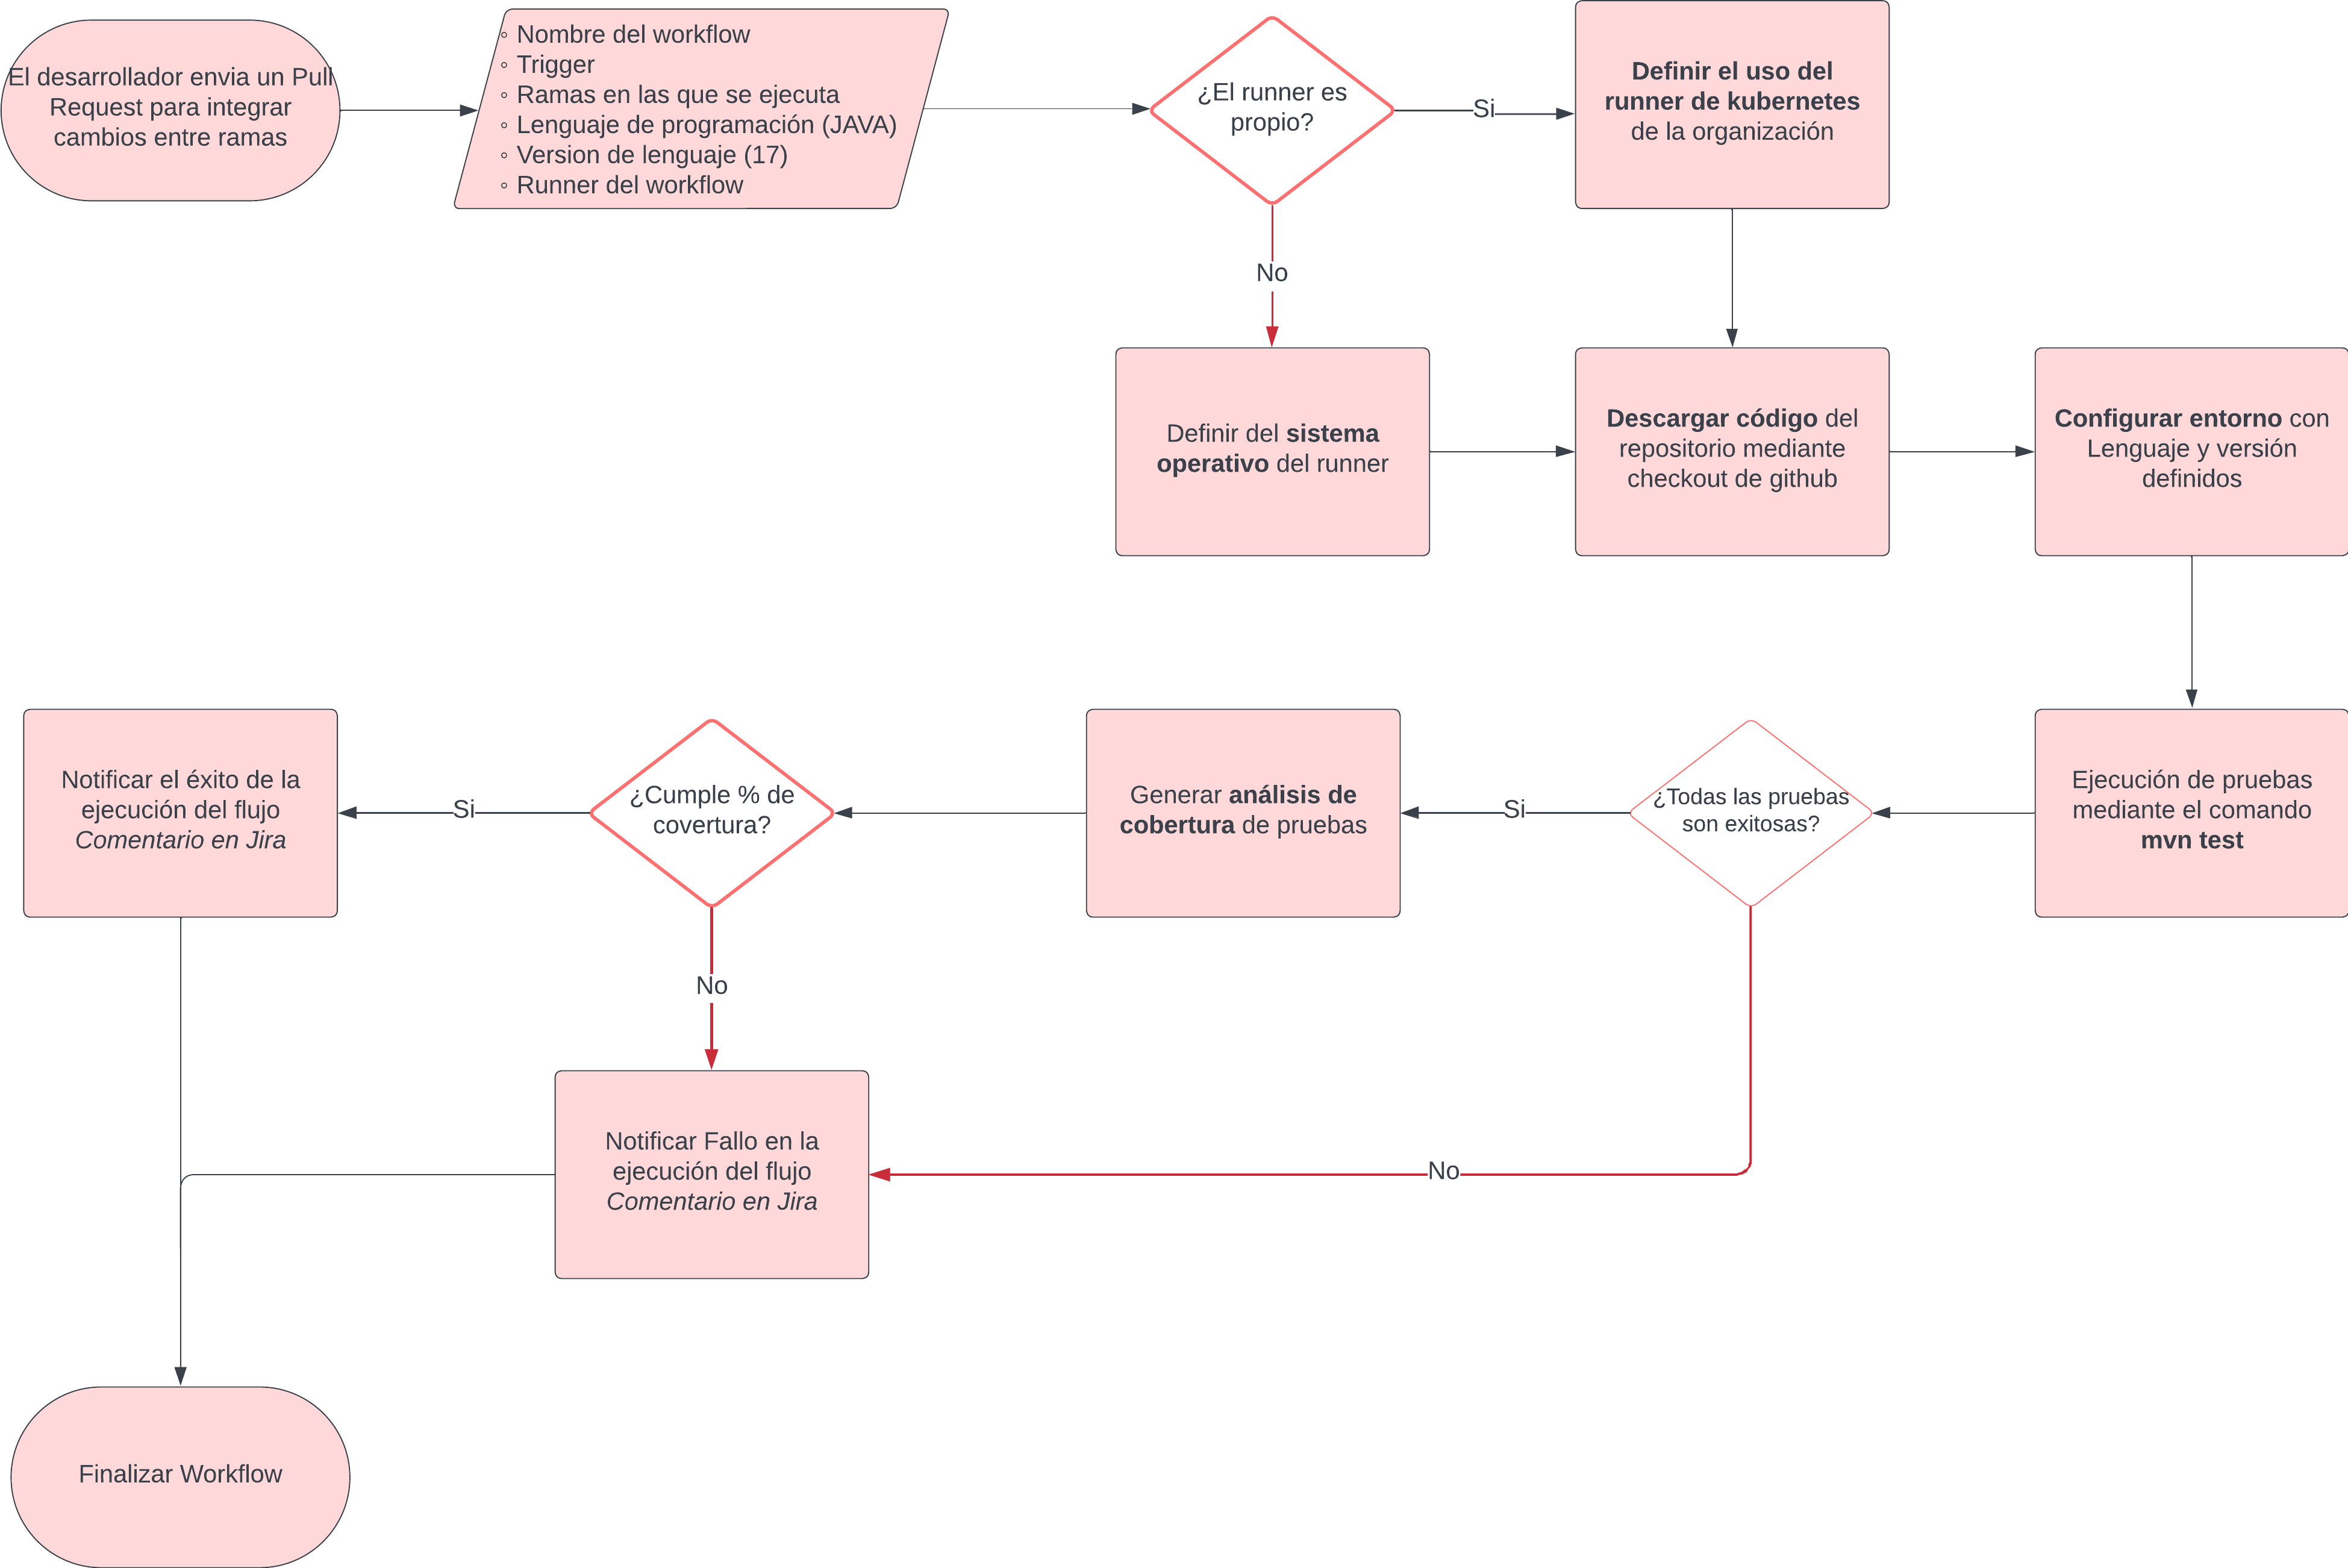 El desarrollador envia un Pull
Request para integrar
cambios entre ramas
◦ Nombre del workflow
◦ Trigger
◦ Ramas en las que se ejecuta
◦ Lenguaje de programación (JAVA)
◦ Version de lenguaje (17)
◦ Runner del workflow
¿El runner es
propio?
Si
Definir el uso del
runner de kubernetes
de la organización
No
Definir del sistema
operativo del runner
Descargar código del
repositorio mediante
checkout de github
Configurar entorno con
Lenguaje y versión
definidos
Ejecución de pruebas
mediante el comando
mvn test
¿Todas las pruebas
son exitosas?
Si
Generar análisis de
cobertura de pruebas
¿Cumple % de
covertura?
Si
Notificar el éxito de la
ejecución del flujo
Comentario en Jira
No
Notificar Fallo en la
ejecución del flujo
Comentario en Jira
No
Finalizar Workflow